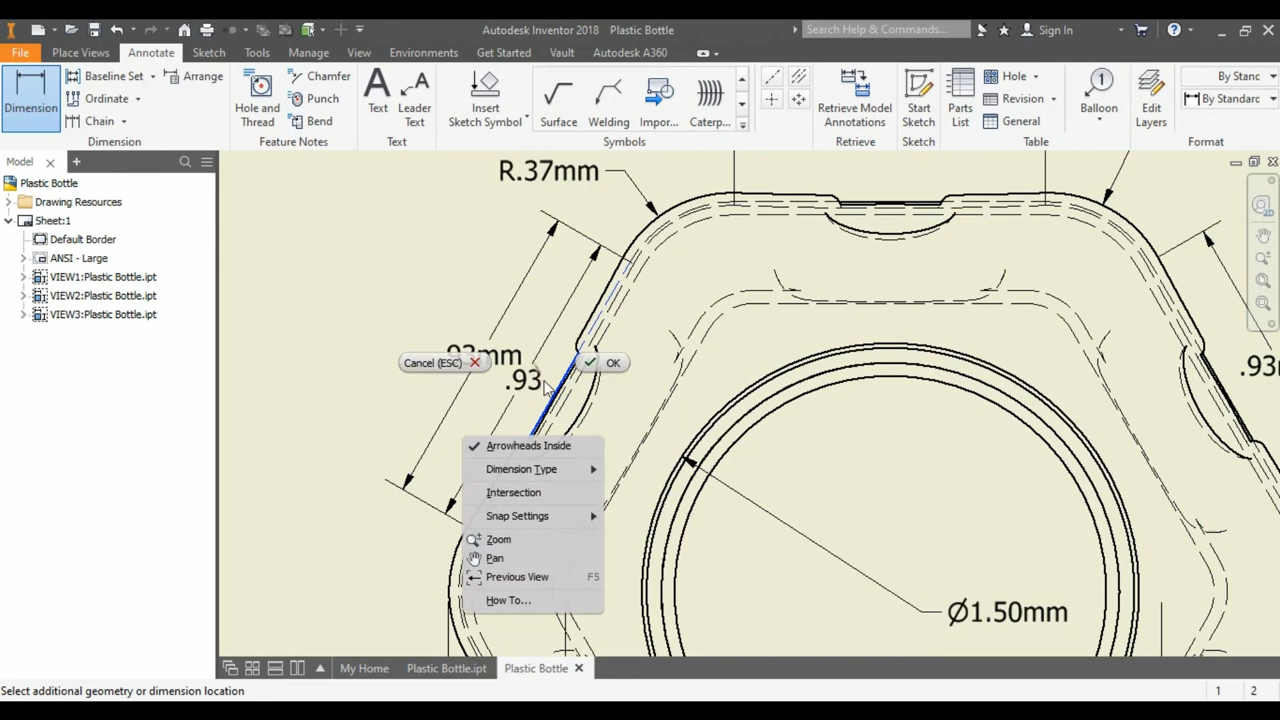 Autodesk Inventor 2018 Plastic Bottle
Search Help & Commands...
Sign In
File Place Views Annotate Sketch Tools Manage View Environments Get Started Vault Autodesk A360
Dimension
Baseline Set
Ordinate
Chain
Arrange
Dimension
Hole and
Thread
Chamfer
Punch
Bend
Feature Notes
Text
Leader
Text
Text
Insert
Sketch Symbol
Surface
Welding
Impor...
Caterp...
Symbols
Retrieve Model
Annotations
Retrieve
Start
Sketch
Sketch
Parts
List
Hole
Revision
General
Table
Balloon
Edit
Layers
By Stanc
By Standarc
Format
Model
Plastic Bottle
Drawing Resources
Sheet:1
Default Border
ANSI - Large
VIEW1:Plastic Bottle.ipt
VIEW2:Plastic Bottle.ipt
VIEW3:Plastic Bottle.ipt
R.37mm
.93mm
Cancel (ESC)
OK
.93
.93m
Arrowheads Inside
Dimension Type
Intersection
Snap Settings
Zoom
Pan
Previous View F5
How To...
Ø1.50mm
2D
My Home Plastic Bottle.ipt Plastic Bottle
Select additional geometry or dimension location
1 2